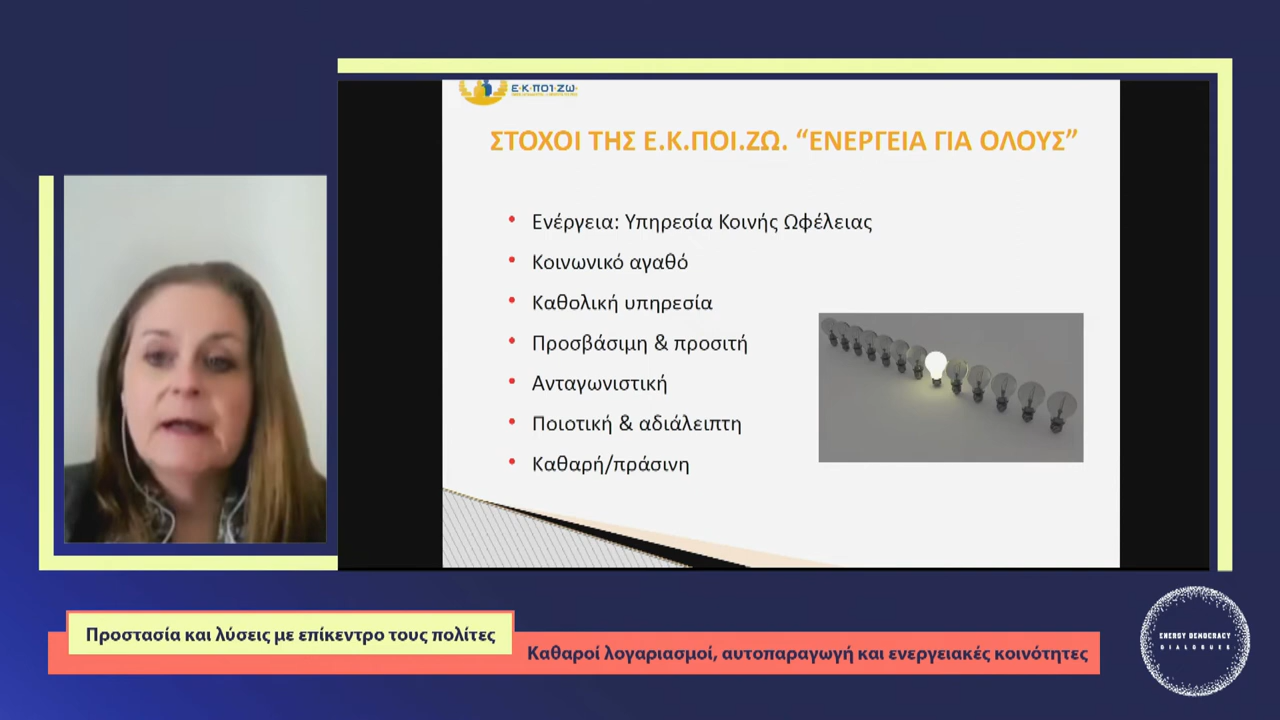 Ε·Κ·ΠΟΙ·ΖΩ
ΣΤΟΧΟΙ ΤΗΣ Ε.Κ.ΠΟΙ.ΖΩ. “ΕΝΕΡΓΕΙΑ ΓΙΑ ΟΛΟΥΣ”
• Ενέργεια: Υπηρεσία Κοινής Ωφέλειας
• Κοινωνικό αγαθό
• Καθολική υπηρεσία
• Προσβάσιμη & προσιτή
• Ανταγωνιστική
• Ποιοτική & αδιάλειπτη
• Καθαρή/πράσινη
Προστασία και λύσεις με επίκεντρο τους πολίτες
Καθαροί λογαριασμοί, αυτοπαραγωγή και ενεργειακές κοινότητες
ENERGY DEMOCRACY
DIALOGUES